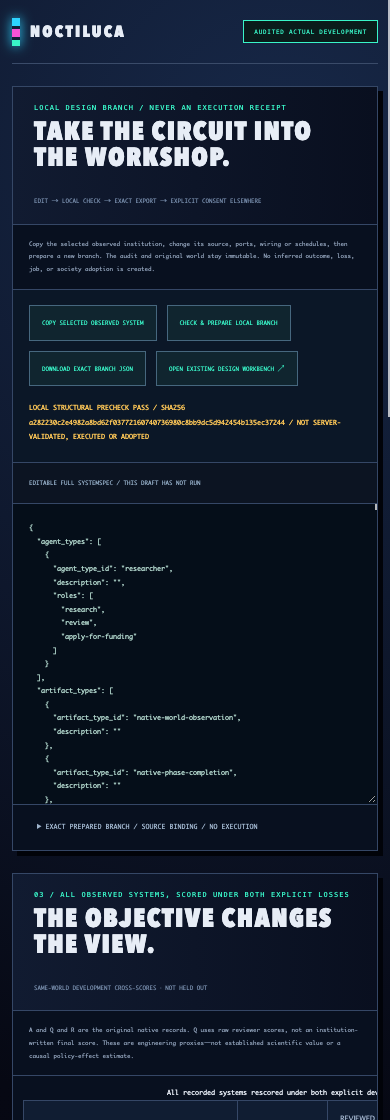 NOCTILUCA
AUDITED ACTUAL DEVELOPMENT
LOCAL DESIGN BRANCH / NEVER AN EXECUTION RECEIPT
TAKE THE CIRCUIT INTO
THE WORKSHOP.
EDIT → LOCAL CHECK → EXACT EXPORT → EXPLICIT CONSENT ELSEWHERE
Copy the selected observed institution, change its source, ports, wiring or schedules, then
prepare a new branch. The audit and original world stay immutable. No inferred outcome, loss,
job, or society adoption is created.
COPY SELECTED OBSERVED SYSTEM
CHECK & PREPARE LOCAL BRANCH
DOWNLOAD EXACT BRANCH JSON
OPEN EXISTING DESIGN WORKBENCH ↗
LOCAL STRUCTURAL PRECHECK PASS / SHA256
a282230c2e4982a8bd62f03772160740736980c8bb9dc5d942454b135ec37244 / NOT SERVER-
VALIDATED, EXECUTED OR ADOPTED
EDITABLE FULL SYSTEMSPEC / THIS DRAFT HAS NOT RUN
{
"agent_types": [
{
"agent_type_id": "researcher",
"description": "",
"roles": [
"research",
"review",
"apply-for-funding"
]
}
],
"artifact_types": [
{
"artifact_type_id": "native-world-observation",
"description": ""
},
{
"artifact_type_id": "native-phase-completion",
"description": ""
},
▶ EXACT PREPARED BRANCH / SOURCE BINDING / NO EXECUTION
03 / ALL OBSERVED SYSTEMS, SCORED UNDER BOTH EXPLICIT LOSSES
THE OBJECTIVE CHANGES
THE VIEW.
SAME-WORLD DEVELOPMENT CROSS-SCORES · NOT HELD OUT
A and Q and R are the original native records. Q uses raw reviewer scores, not an institution-
written final score. These are engineering proxies—not established scientific value or a
causal policy-effect estimate.
All recorded systems rescored under both explicit dev
REVIEWED